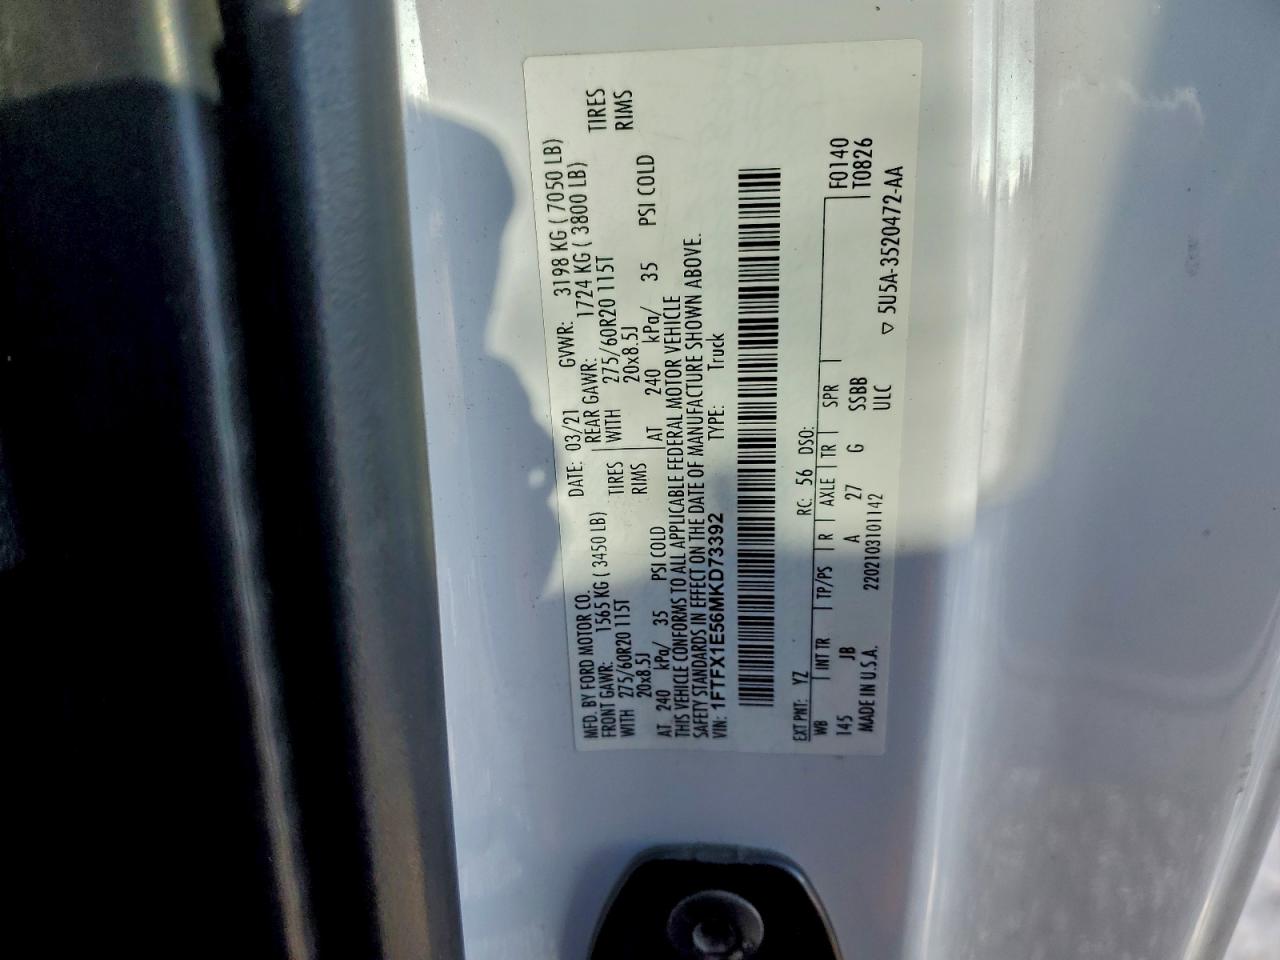 MFD. BY FORD MOTOR CO.
DATE: 03/21 GVWR: 3198 KG ( 7050 LB)
FRONT GAWR: 1565 KG ( 3450 LB)
REAR GAWR: 1724 KG ( 3800 LB)
WITH 275/60R20 115T TIRES
WITH 275/60R20 115T TIRES
20x8.5J RIMS
20x8.5J RIMS
AT 240 kPa/ 35 PSI COLD
AT 240 kPa/ 35 PSI COLD
THIS VEHICLE CONFORMS TO ALL APPLICABLE FEDERAL MOTOR VEHICLE
SAFETY STANDARDS IN EFFECT ON THE DATE OF MANUFACTURE SHOWN ABOVE.
VIN: 1FTFX1E56MKD73392 TYPE: Truck
EXT PNT: YZ RC: 56 DSO: F0140
WB INT TR TP/PS R AXLE TR SPR T0826
145 JB A 27 G SSBB
MADE IN U.S.A. 2202103101142 ULC
▽ 5U5A-3520472-AA